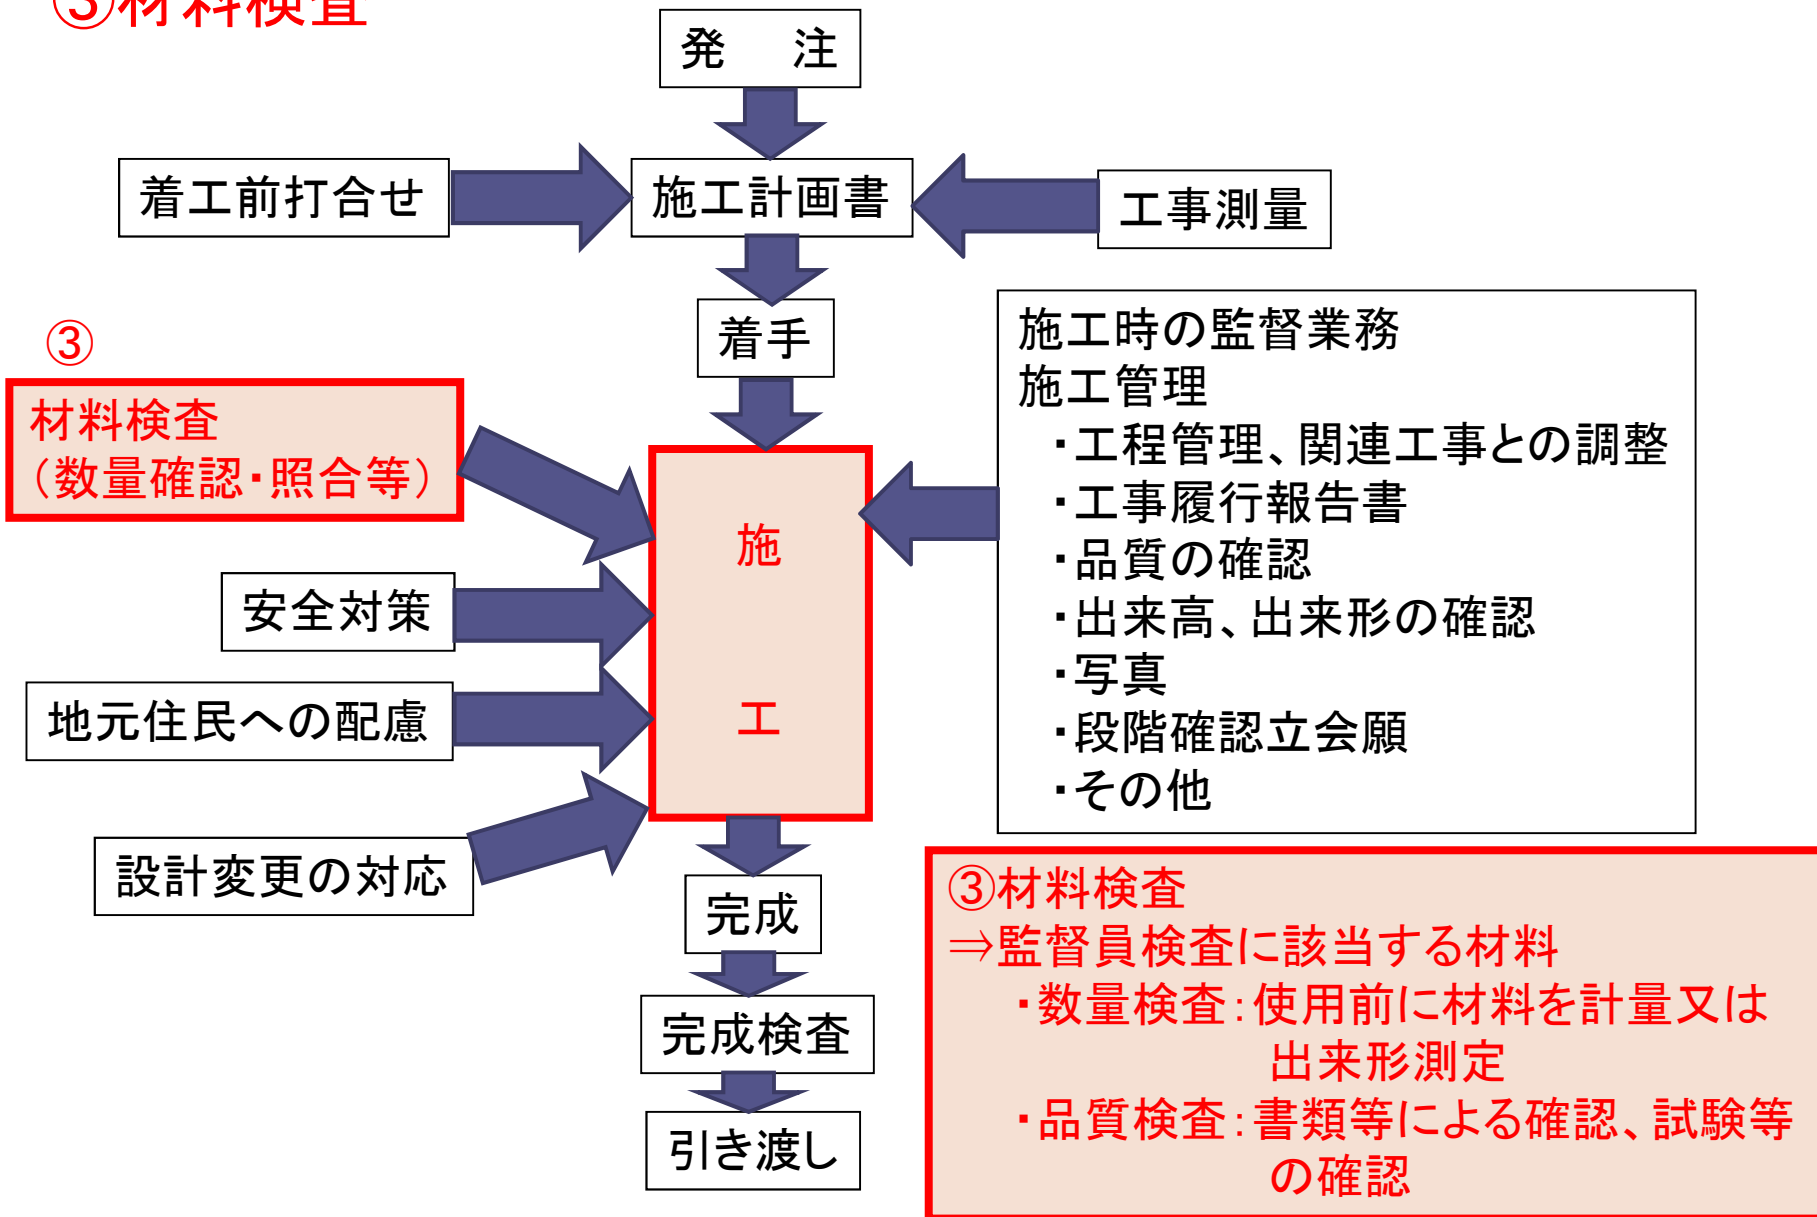 ③材料検査
発　注
着工前打合せ
施工計画書
工事測量
着手
③
材料検査
（数量確認・照合等）
施
工
安全対策
地元住民への配慮
設計変更の対応
施工時の監督業務
施工管理
・工程管理、関連工事との調整
・工事履行報告書
・品質の確認
・出来高、出来形の確認
・写真
・段階確認立会願
・その他
完成
完成検査
引き渡し
③材料検査
⇒監督員検査に該当する材料
・数量検査：使用前に材料を計量又は
出来形測定
・品質検査：書類等による確認、試験等
の確認